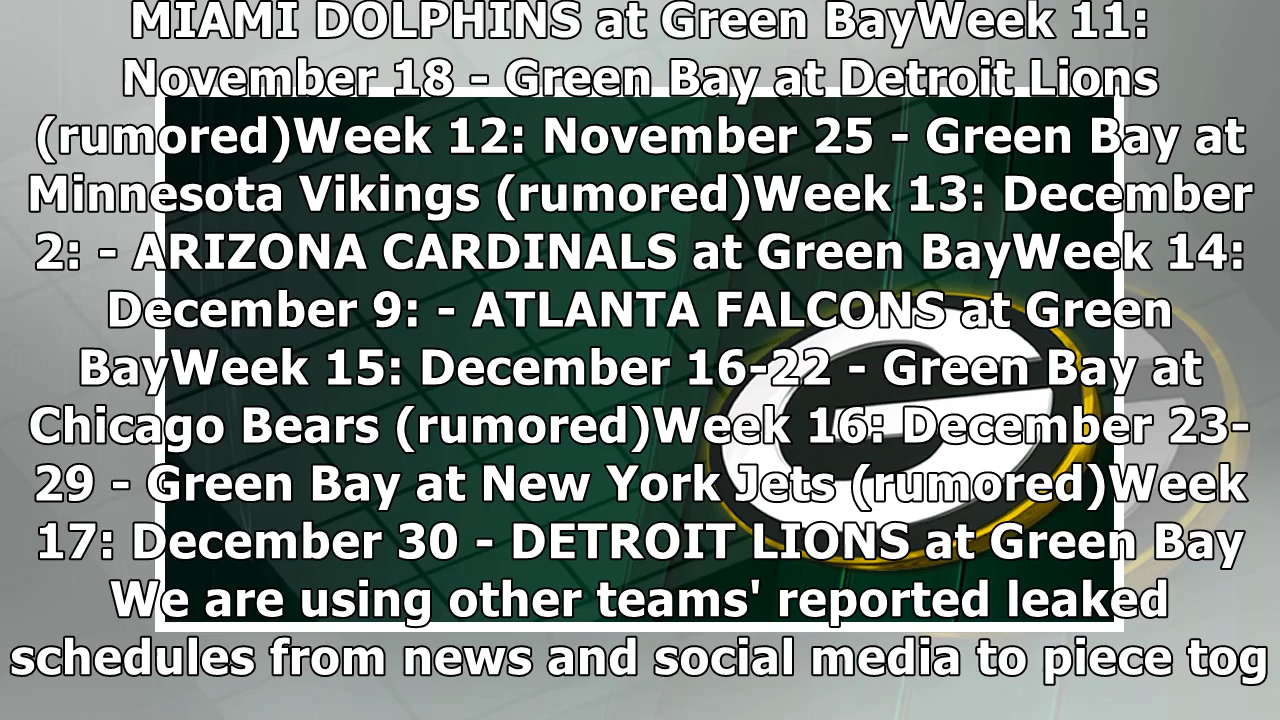 MIAMI DOLPHINS at Green BayWeek 11:
November 18 - Green Bay at Detroit Lions
(rumored)Week 12: November 25 - Green Bay at
Minnesota Vikings (rumored)Week 13: December
2: - ARIZONA CARDINALS at Green BayWeek 14:
December 9: - ATLANTA FALCONS at Green
BayWeek 15: December 16-22 - Green Bay at
Chicago Bears (rumored)Week 16: December 23-
29 - Green Bay at New York Jets (rumored)Week
17: December 30 - DETROIT LIONS at Green Bay
We are using other teams' reported leaked
schedules from news and social media to piece tog